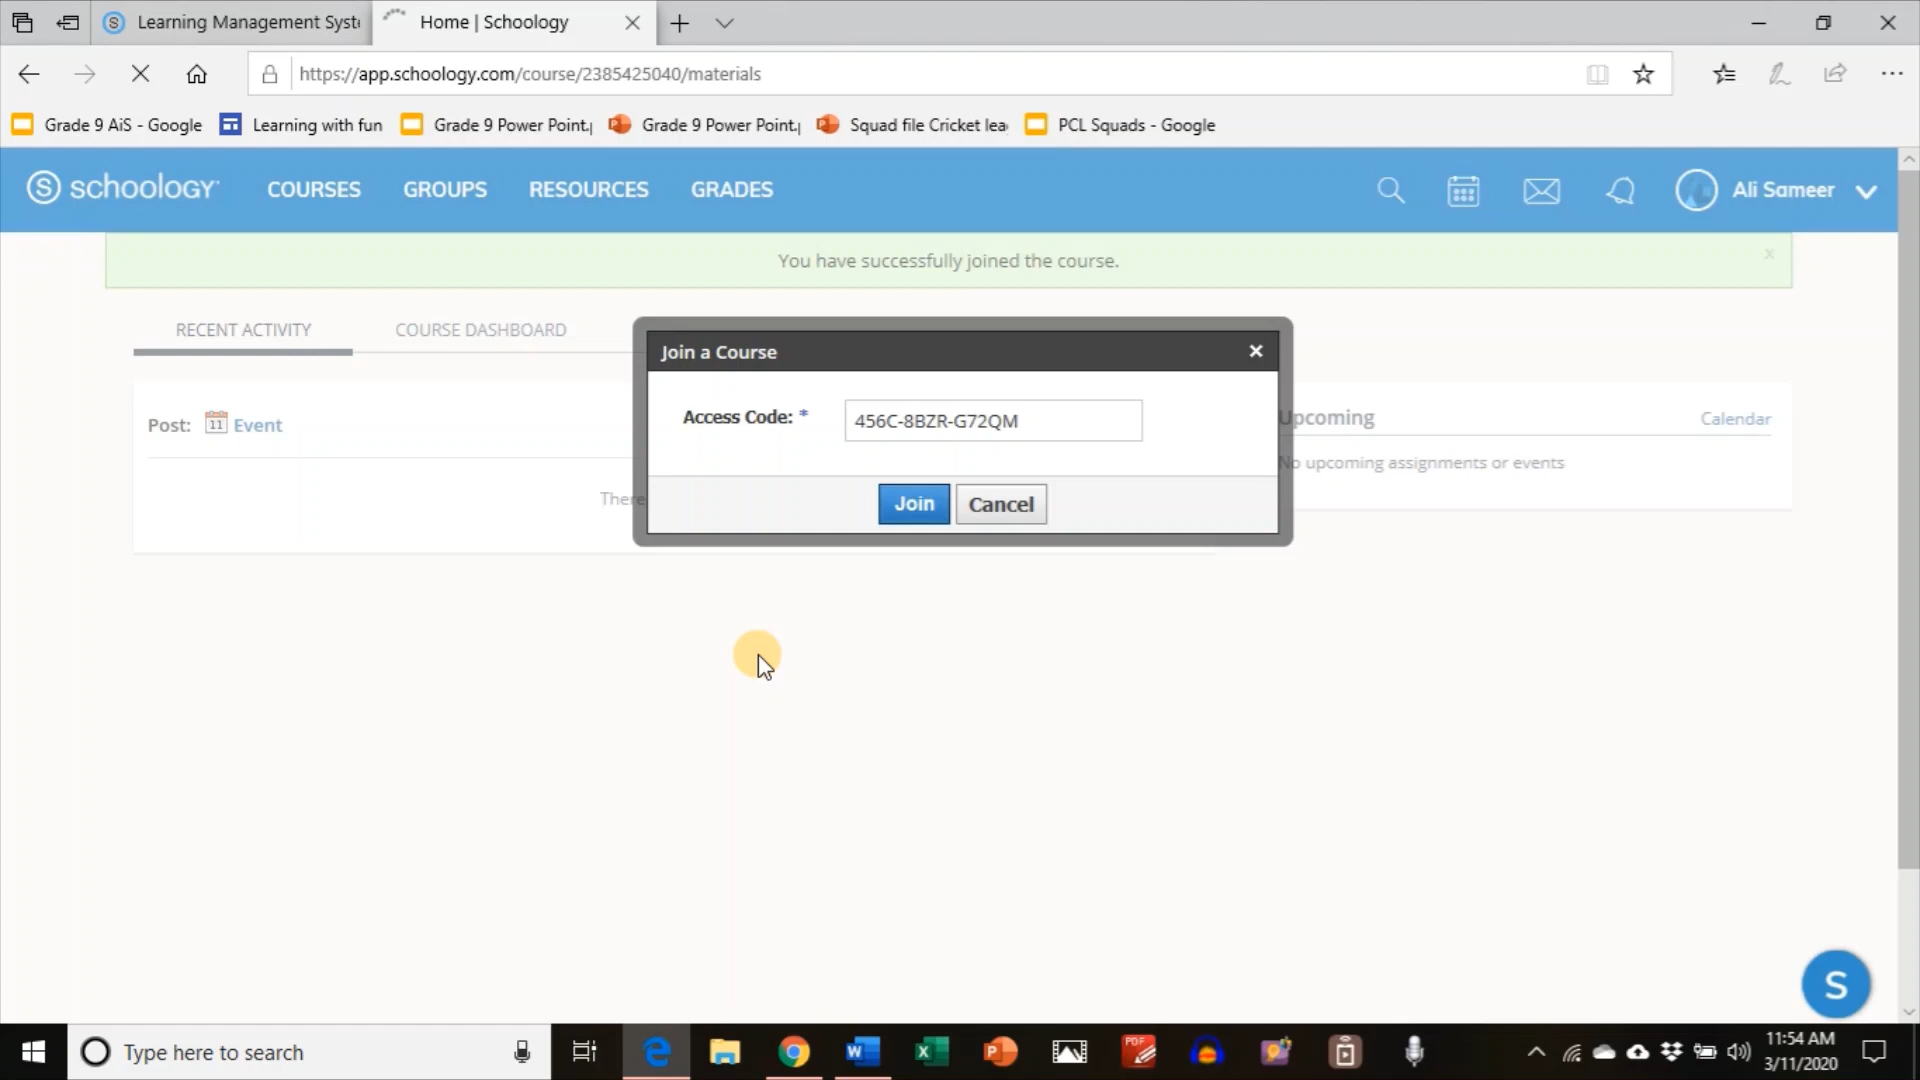 Learning Management Syst
Home | Schoology
https://app.schoology.com/course/2385425040/materials
Grade 9 AiS - Google
Learning with fun
Grade 9 Power Point.
Grade 9 Power Point.
Squad file Cricket lea
PCL Squads - Google
S schoology
COURSES
GROUPS
RESOURCES
GRADES
Ali Sameer
You have successfully joined the course.
RECENT ACTIVITY
COURSE DASHBOARD
Join a Course
Post: 11 Event
Access Code: *
456C-8BZR-G72QM
Upcoming
Calendar
No upcoming assignments or events
There
Join
Cancel
S
Type here to search
PDF
11:54 AM
3/11/2020